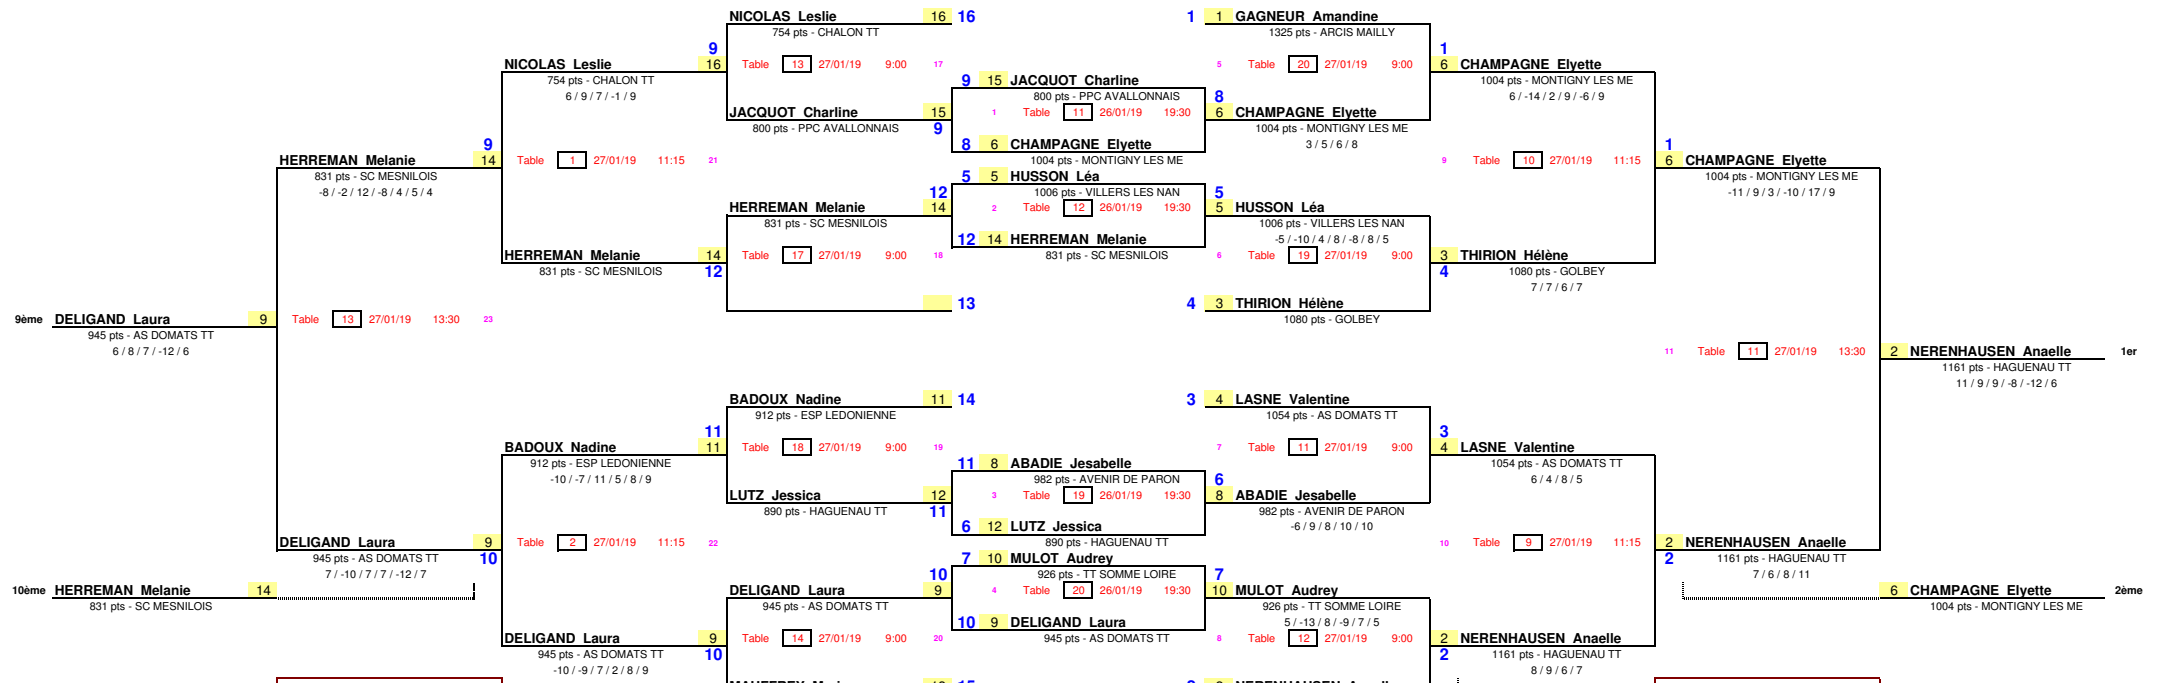 NICOLAS Leslie 16 16 1 1 GAGNEUR Amandine
754 pts - CHALON TT 1325 pts - ARCIS MAILLY
9 1
NICOLAS Leslie 16 Table 13 27/01/19 9:00 17 5 Table 20 27/01/19 9:00 6 CHAMPAGNE Elyette
754 pts - CHALON TT 9 15 JACQUOT Charline 1004 pts - MONTIGNY LES ME
6 / 9 / 7 / -1 / 9 800 pts - PPC AVALLONNAIS 8 6 / -14 / 2 / 9 / -6 / 9
JACQUOT Charline 15 1 Table 11 26/01/19 19:30 6 CHAMPAGNE Elyette
800 pts - PPC AVALLONNAIS 9 1004 pts - MONTIGNY LES ME
9 8 6 CHAMPAGNE Elyette 3 / 5 / 6 / 8 1
HERREMAN Melanie 14 Table 1 27/01/19 11:15 21 1004 pts - MONTIGNY LES ME 9 Table 10 27/01/19 11:15 6 CHAMPAGNE Elyette
831 pts - SC MESNILOIS 5 5 HUSSON Léa 1004 pts - MONTIGNY LES ME
-8 / -2 / 12 / -8 / 4 / 5 / 4 12 1006 pts - VILLERS LES NAN 5 -11 / 9 / 3 / -10 / 17 / 9
HERREMAN Melanie 14 2 Table 12 26/01/19 19:30 5 HUSSON Léa
831 pts - SC MESNILOIS 1006 pts - VILLERS LES NAN
12 14 HERREMAN Melanie -5 / -10 / 4 / 8 / -8 / 8 / 5
HERREMAN Melanie 14 Table 17 27/01/19 9:00 18 831 pts - SC MESNILOIS 6 Table 19 27/01/19 9:00 3 THIRION Hélène
831 pts - SC MESNILOIS 12 4 1080 pts - GOLBEY
7 / 7 / 6 / 7
13 4 3 THIRION Hélène
9ème DELIGAND Laura 9 Table 13 27/01/19 13:30 23 1080 pts - GOLBEY
945 pts - AS DOMATS TT
6 / 8 / 7 / -12 / 6 11 Table 11 27/01/19 13:30 2 NERENHAUSEN Anaelle 1er
1161 pts - HAGUENAU TT
11 / 9 / 9 / -8 / -12 / 6
BADOUX Nadine 11 14 3 4 LASNE Valentine
912 pts - ESP LEDONIENNE 1054 pts - AS DOMATS TT
11 3
BADOUX Nadine 11 Table 18 27/01/19 9:00 19 7 Table 11 27/01/19 9:00 4 LASNE Valentine
912 pts - ESP LEDONIENNE 11 8 ABADIE Jesabelle 1054 pts - AS DOMATS TT
-10 / -7 / 11 / 5 / 8 / 9 982 pts - AVENIR DE PARON 6 6 / 4 / 8 / 5
LUTZ Jessica 12 3 Table 19 26/01/19 19:30 8 ABADIE Jesabelle
890 pts - HAGUENAU TT 11 982 pts - AVENIR DE PARON
6 12 LUTZ Jessica -6 / 9 / 8 / 10 / 10
DELIGAND Laura 9 Table 2 27/01/19 11:15 22 890 pts - HAGUENAU TT 10 Table 9 27/01/19 11:15 2 NERENHAUSEN Anaelle
945 pts - AS DOMATS TT 10 7 10 MULOT Audrey 2 1161 pts - HAGUENAU TT
7 / -10 / 7 / 7 / -12 / 7 10 926 pts - TT SOMME LOIRE 7 7 / 6 / 8 / 11
10ème HERREMAN Melanie 14 DELIGAND Laura 9 4 Table 20 26/01/19 19:30 10 MULOT Audrey 6 CHAMPAGNE Elyette 2ème
831 pts - SC MESNILOIS 945 pts - AS DOMATS TT 926 pts - TT SOMME LOIRE 1004 pts - MONTIGNY LES ME
10 9 DELIGAND Laura 5 / -13 / 8 / -9 / 7 / 5
DELIGAND Laura 9 Table 14 27/01/19 9:00 20 945 pts - AS DOMATS TT 8 Table 12 27/01/19 9:00 2 NERENHAUSEN Anaelle
945 pts - AS DOMATS TT 10 2 1161 pts - HAGUENAU TT
-10 / -9 / 7 / 2 / 8 / 9 8 / 9 / 6 / 7
15 NERENHAUSEN Anaelle